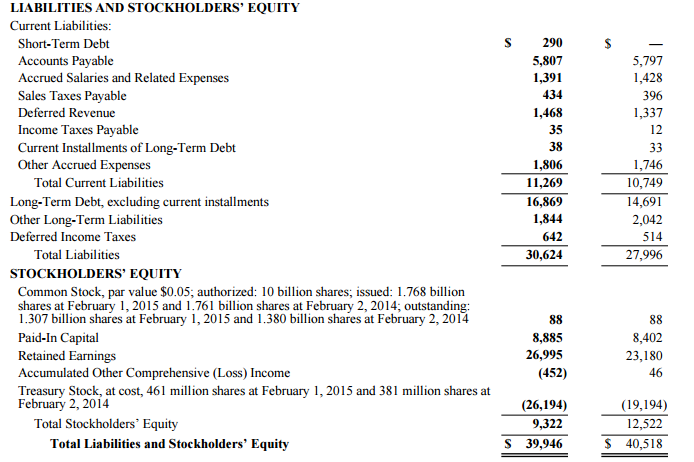 LIABILITIES AND STOCKHOLDERS’ EQUITY
Current Liabilities:
Short-Term Debt $ 290 $ —
Accounts Payable 5,807 5,797
Accrued Salaries and Related Expenses 1,391 1,428
Sales Taxes Payable 434 396
Deferred Revenue 1,468 1,337
Income Taxes Payable 35 12
Current Installments of Long-Term Debt 38 33
Other Accrued Expenses 1,806 1,746
Total Current Liabilities 11,269 10,749
Long-Term Debt, excluding current installments 16,869 14,691
Other Long-Term Liabilities 1,844 2,042
Deferred Income Taxes 642 514
Total Liabilities 30,624 27,996
STOCKHOLDERS’ EQUITY
Common Stock, par value $0.05; authorized: 10 billion shares; issued: 1.768 billion
shares at February 1, 2015 and 1.761 billion shares at February 2, 2014; outstanding:
1.307 billion shares at February 1, 2015 and 1.380 billion shares at February 2, 2014 88 88
Paid-In Capital 8,885 8,402
Retained Earnings 26,995 23,180
Accumulated Other Comprehensive (Loss) Income (452) 46
Treasury Stock, at cost, 461 million shares at February 1, 2015 and 381 million shares at
February 2, 2014 (26,194) (19,194)
Total Stockholders’ Equity 9,322 12,522
Total Liabilities and Stockholders’ Equity $ 39,946 $ 40,518